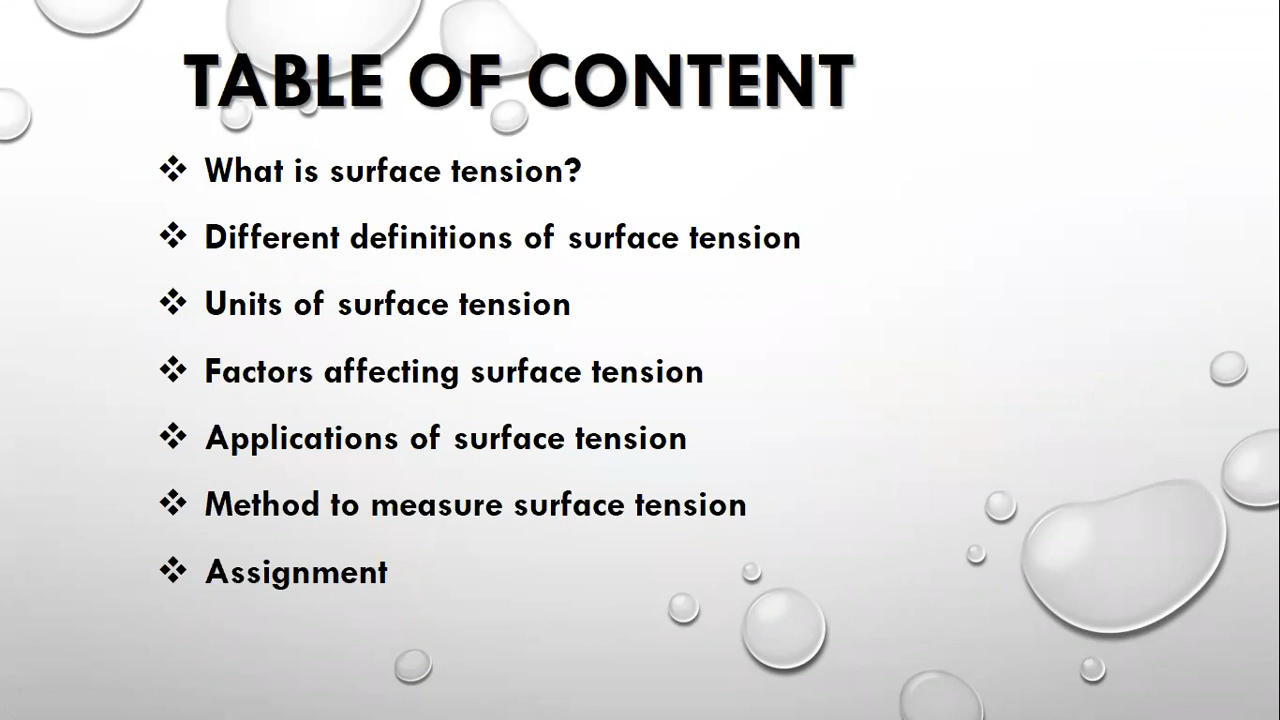 TABLE OF CONTENT
❖ What is surface tension?
❖ Different definitions of surface tension
❖ Units of surface tension
❖ Factors affecting surface tension
❖ Applications of surface tension
❖ Method to measure surface tension
❖ Assignment